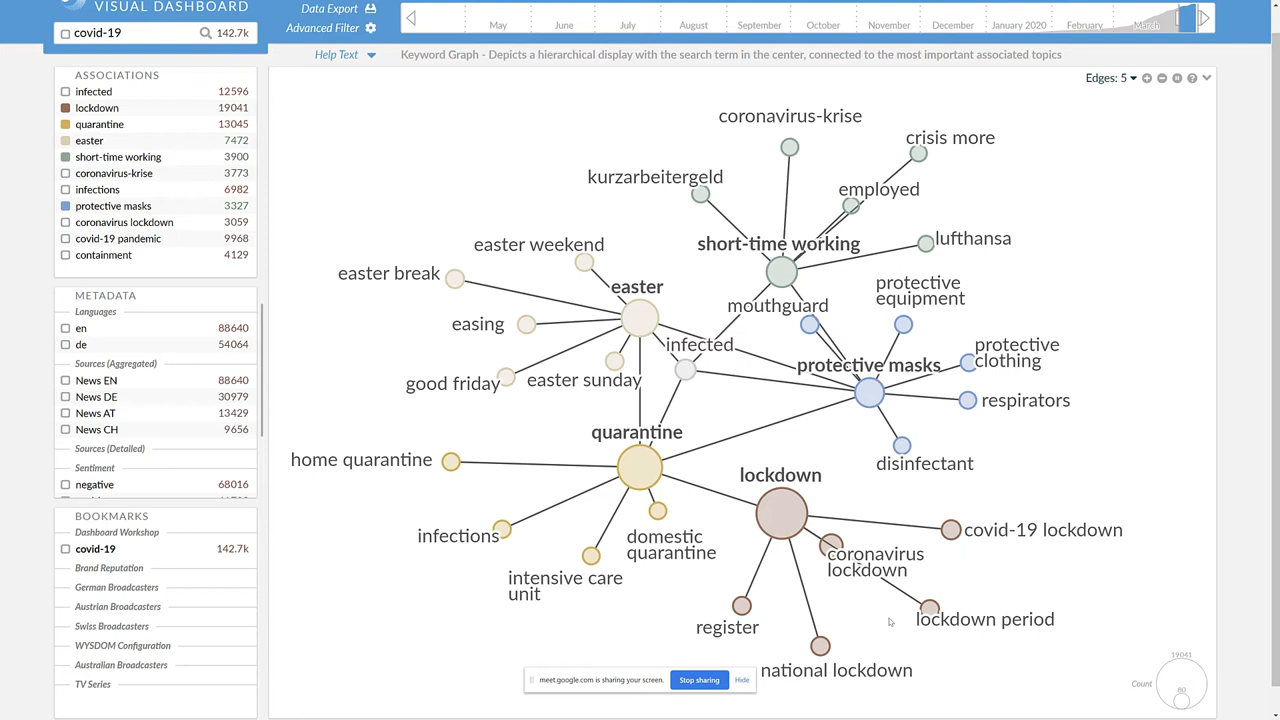 VISUAL DASHBOARD
Data Export
Advanced Filter
covid-19 142.7k
May June July August September October November December January 2020 February March
Help Text
Keyword Graph - Depicts a hierarchical display with the search term in the center, connected to the most important associated topics
ASSOCIATIONS
infected 12596
lockdown 19041
quarantine 13045
easter 7472
short-time working 3900
coronavirus-krise 3773
infections 6982
protective masks 3327
coronavirus lockdown 3059
covid-19 pandemic 9968
containment 4129
METADATA
Languages
en 88640
de 54064
Sources (Aggregated)
News EN 88640
News DE 30979
News AT 13429
News CH 9656
Sources (Detailed)
Sentiment
negative 68016
BOOKMARKS
Dashboard Workshop
covid-19 142.7k
Brand Reputation
German Broadcasters
Austrian Broadcasters
Swiss Broadcasters
WYSDOM Configuration
Australian Broadcasters
TV Series
Edges: 5
coronavirus-krise
crisis more
kurzarbeitergeld
employed
short-time working
lufthansa
easter weekend
easter break
easter
protective
equipment
mouthguard
easing
infected
protective
clothing
protective masks
good friday
easter sunday
respirators
quarantine
home quarantine
disinfectant
lockdown
infections
domestic
quarantine
covid-19 lockdown
coronavirus
lockdown
intensive care
unit
register
lockdown period
national lockdown
meet.google.com is sharing your screen.
Stop sharing
Hide
19041
Count
80